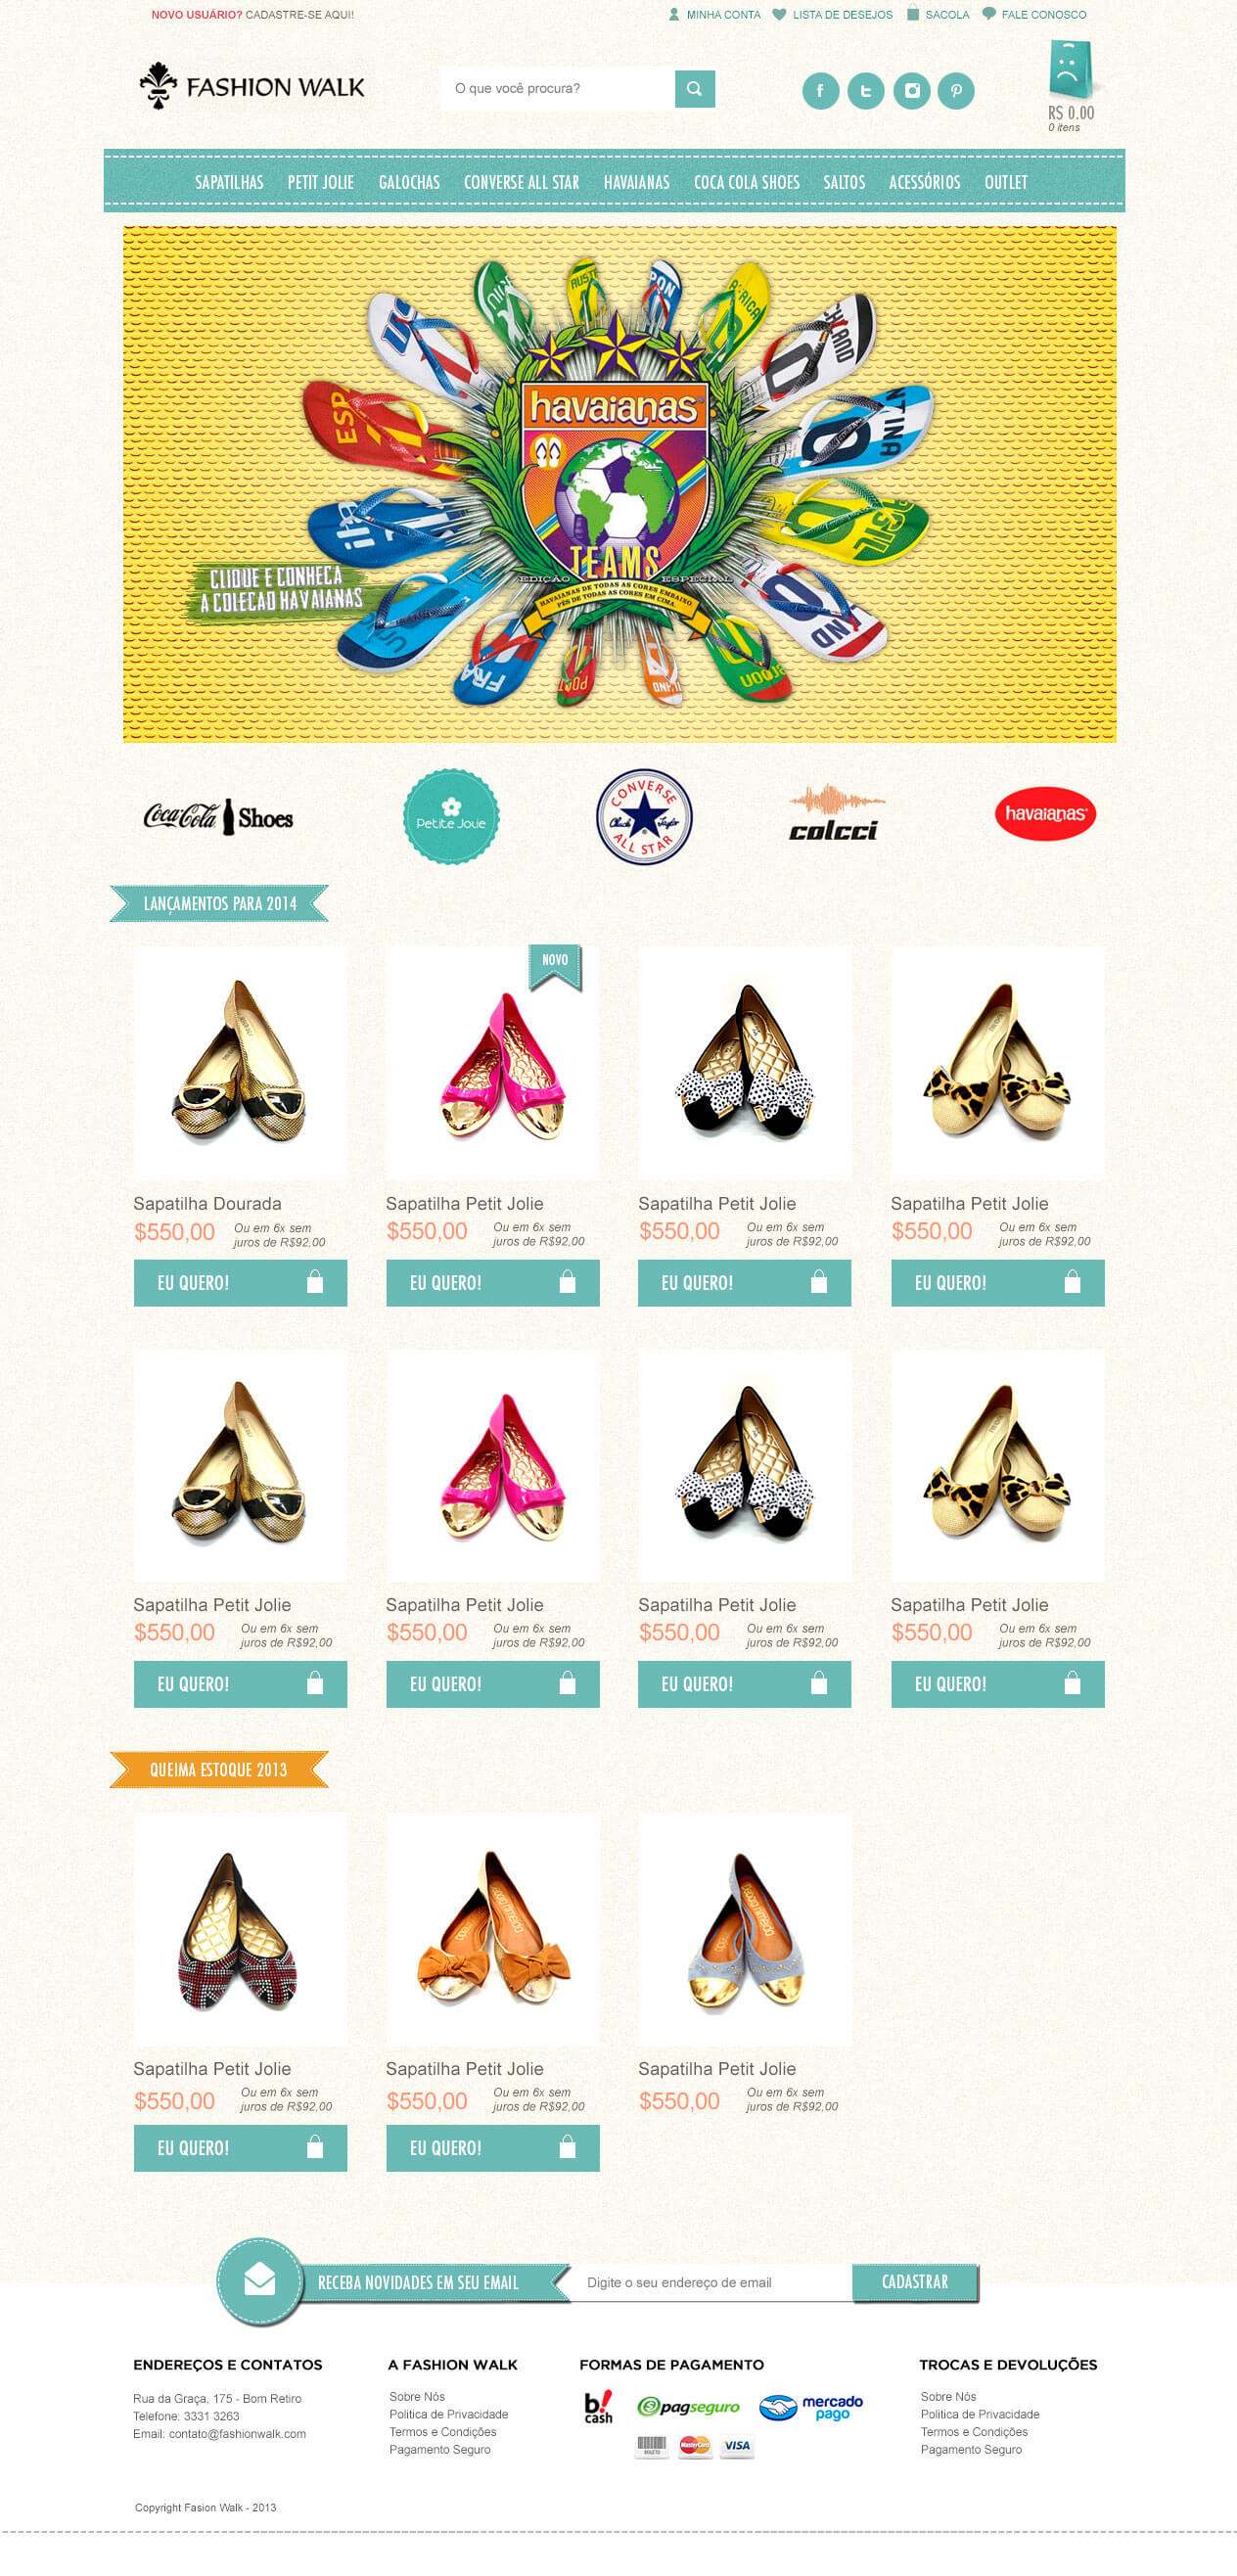 NOVO USUÁRIO? CADASTRE-SE AQUI!
MINHA CONTA LISTA DE DESEJOS SACOLA FALE CONOSCO
FASHION WALK
O que você procura?
R$ 0.00
0 itens
SAPATILHAS PETIT JOLIE GALOCHAS CONVERSE ALL STAR HAVAIANAS COCA COLA SHOES SALTOS ACESSÓRIOS OUTLET
havaianas
TEAMS
EDIÇÃO ESPECIAL
HAVAIANAS DE TODAS AS CORES EMBAIXO,
PÉS DE TODAS AS CORES EM CIMA.
CLIQUE E CONHECA
A COLECAO HAVAIANAS
Coca-Cola Shoes
Petite Jolie
CONVERSE
Chuck Taylor
ALL STAR
colcci
havaianas
LANÇAMENTOS PARA 2014
NOVO
Sapatilha Dourada Sapatilha Petit Jolie Sapatilha Petit Jolie Sapatilha Petit Jolie
$550,00 Ou em 6x sem $550,00 Ou em 6x sem $550,00 Ou em 6x sem $550,00 Ou em 6x sem
juros de R$92,00 juros de R$92,00 juros de R$92,00 juros de R$92,00
EU QUERO! EU QUERO! EU QUERO! EU QUERO!
Sapatilha Petit Jolie Sapatilha Petit Jolie Sapatilha Petit Jolie Sapatilha Petit Jolie
$550,00 Ou em 6x sem $550,00 Ou em 6x sem $550,00 Ou em 6x sem $550,00 Ou em 6x sem
juros de R$92,00 juros de R$92,00 juros de R$92,00 juros de R$92,00
EU QUERO! EU QUERO! EU QUERO! EU QUERO!
QUEIMA ESTOQUE 2013
Sapatilha Petit Jolie Sapatilha Petit Jolie Sapatilha Petit Jolie
$550,00 Ou em 6x sem $550,00 Ou em 6x sem $550,00 Ou em 6x sem
juros de R$92,00 juros de R$92,00 juros de R$92,00
EU QUERO! EU QUERO!
RECEBA NOVIDADES EM SEU EMAIL Digite o seu endereço de email CADASTRAR
ENDEREÇOS E CONTATOS
Rua da Graça, 175 - Bom Retiro
Telefone: 3331 3263
Email: contato@fashionwalk.com
A FASHION WALK
Sobre Nós
Politica de Privacidade
Termos e Condições
Pagamento Seguro
FORMAS DE PAGAMENTO
b!
cash
pagseguro
mercado
pago
BOLETO
MasterCard
VISA
TROCAS E DEVOLUÇÕES
Sobre Nós
Politica de Privacidade
Termos e Condições
Pagamento Seguro
Copyright Fasion Walk - 2013